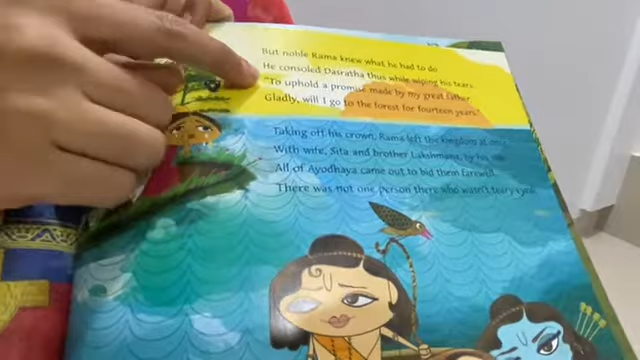 But noble Rama knew what he had to do
He consoled Dasratha thus while wiping his tears.
"To uphold a promise made by my great father,
Gladly, will I go to the forest for fourteen years."
Taking off his crown, Rama left the kingdom at once
With wife, Sita and brother Lakshmana, by his side
All of Ayodhaya came out to bid them farewell
There was not one person there who wasn't teary eyed